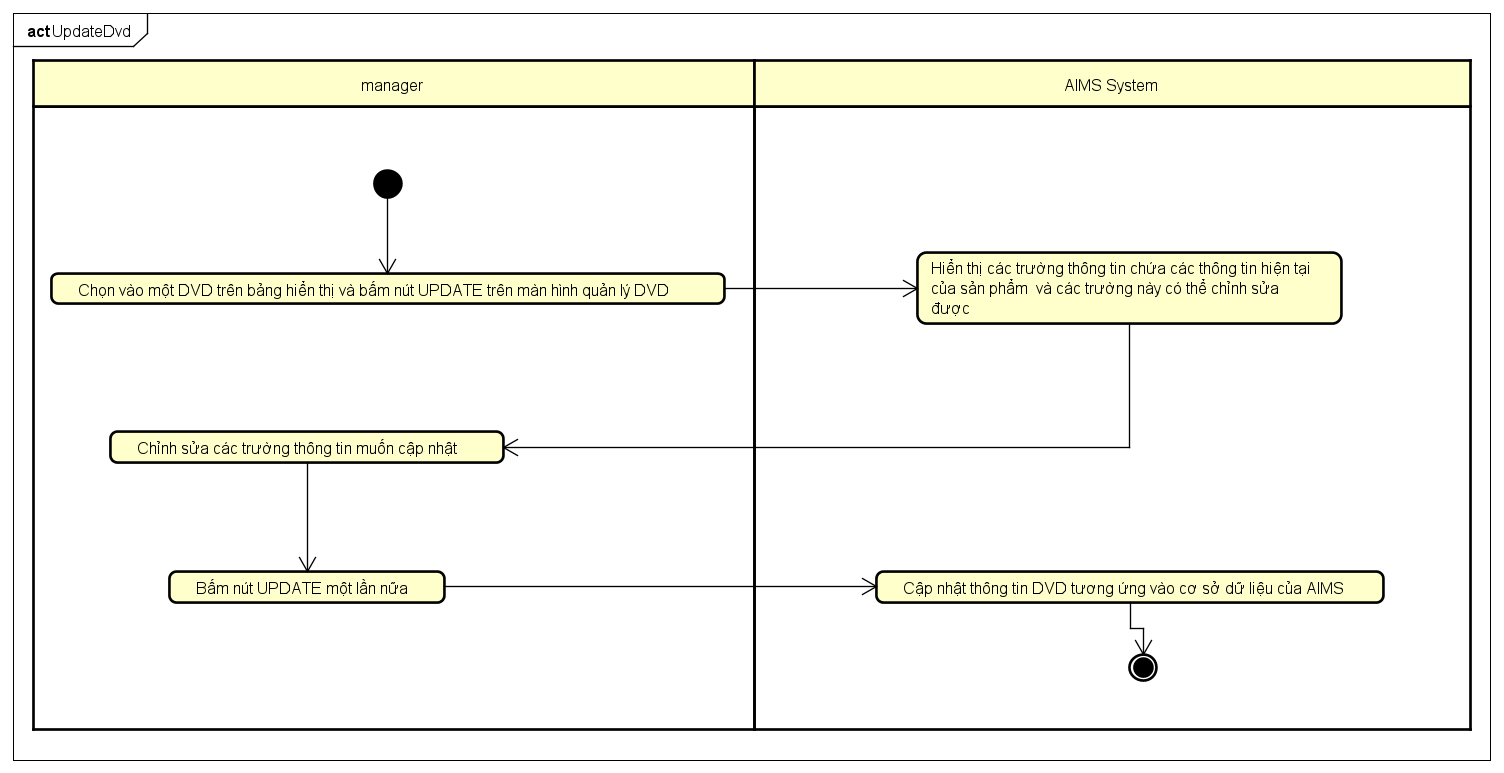 act UpdateDvd
manager
AIMS System
Chọn vào một DVD trên bảng hiển thị và bấm nút UPDATE trên màn hình quản lý DVD
Hiển thị các trường thông tin chứa các thông tin hiện tại
của sản phẩm và các trường này có thể chỉnh sửa
được
Chỉnh sửa các trường thông tin muốn cập nhật
Bấm nút UPDATE một lần nữa
Cập nhật thông tin DVD tương ứng vào cơ sở dữ liệu của AIMS